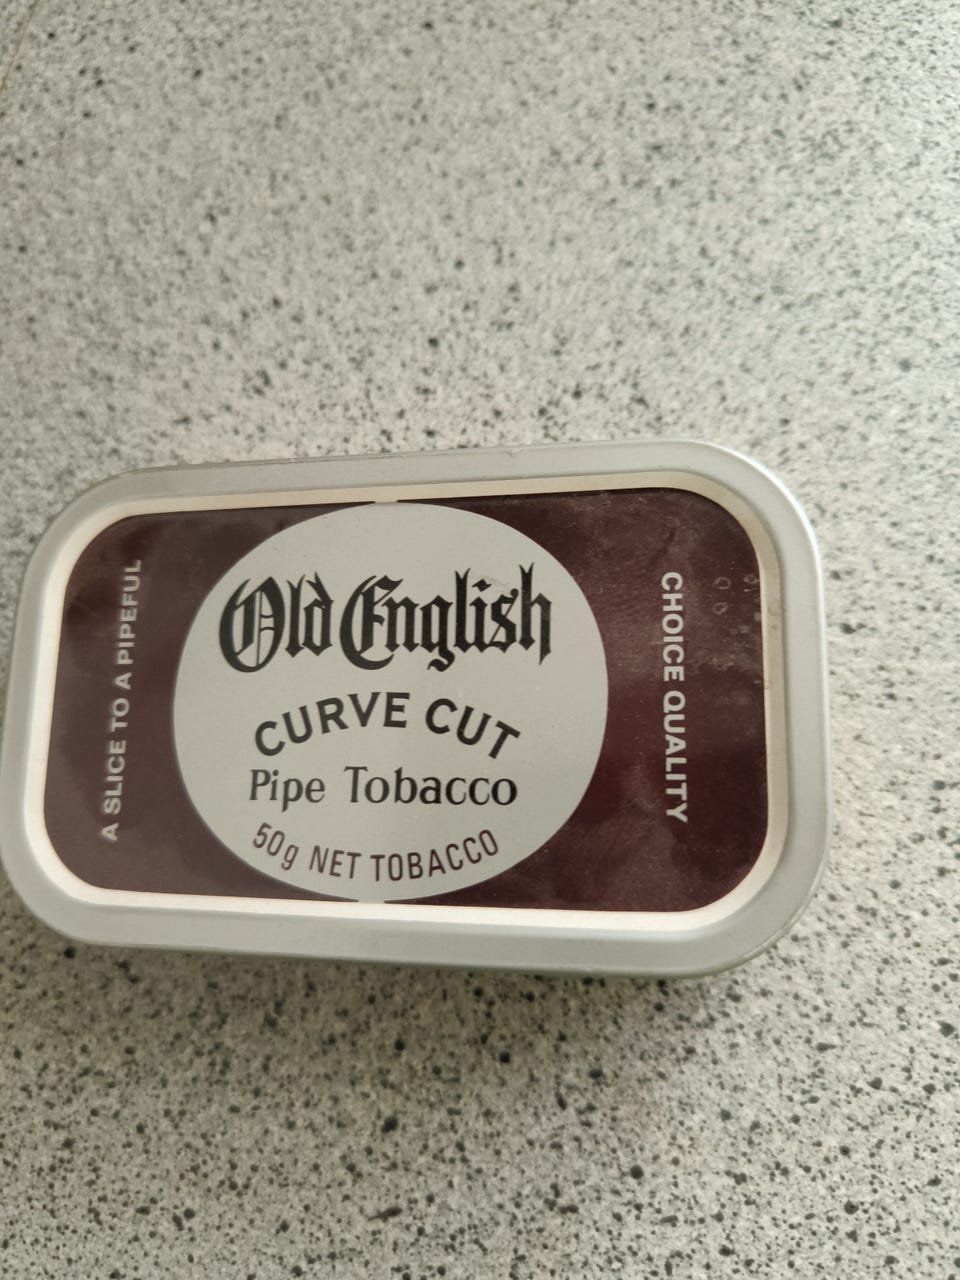 A SLICE TO A PIPEFUL
Old English
CURVE CUT
Pipe Tobacco
50g NET TOBACCO
CHOICE QUALITY